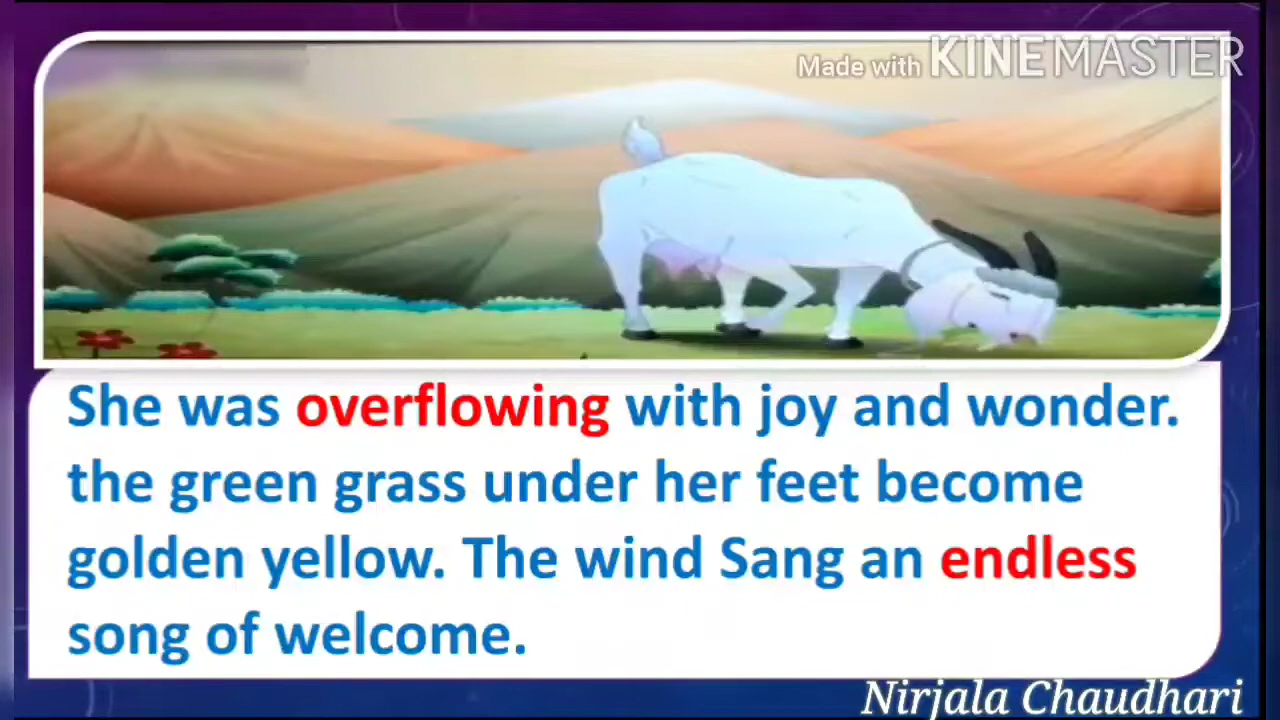 Made with KINEMASTER
She was overflowing with joy and wonder.
the green grass under her feet become
golden yellow. The wind Sang an endless
song of welcome.
Nirjala Chaudhari